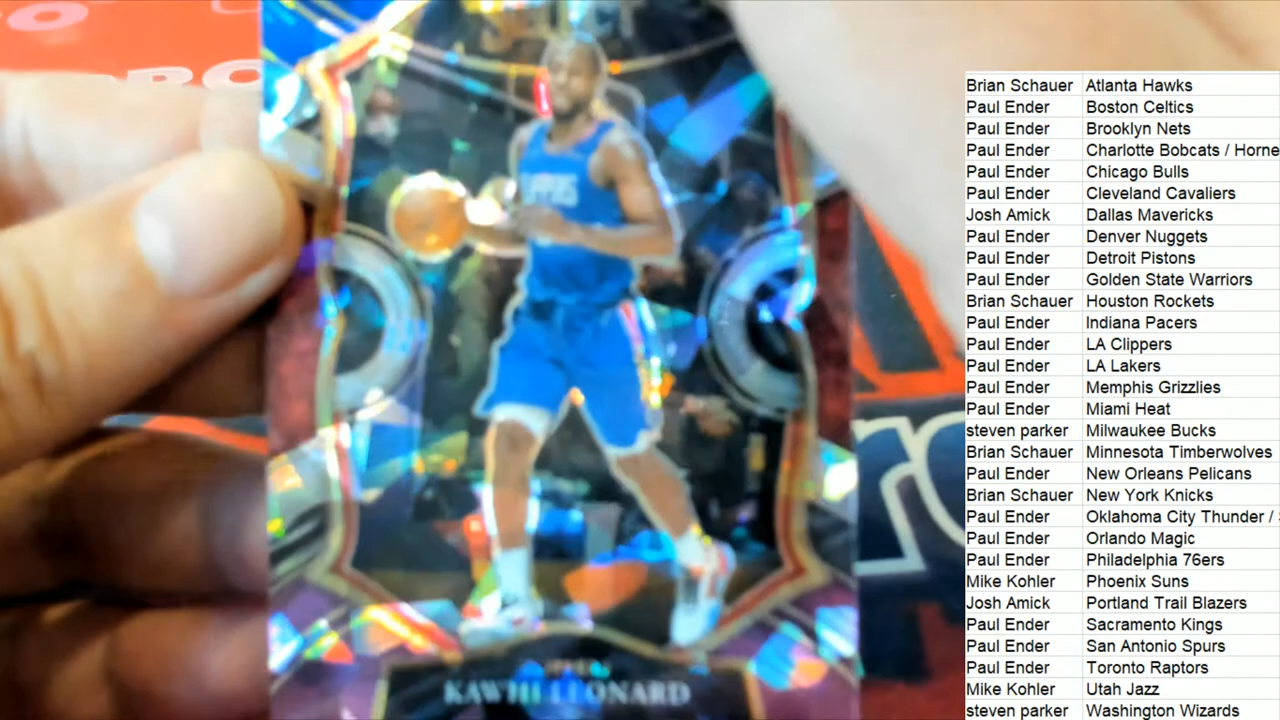 CLIPPERS
KAWHI LEONARD
Brian Schauer Atlanta Hawks
Paul Ender Boston Celtics
Paul Ender Brooklyn Nets
Paul Ender Charlotte Bobcats / Horne
Paul Ender Chicago Bulls
Paul Ender Cleveland Cavaliers
Josh Amick Dallas Mavericks
Paul Ender Denver Nuggets
Paul Ender Detroit Pistons
Paul Ender Golden State Warriors
Brian Schauer Houston Rockets
Paul Ender Indiana Pacers
Paul Ender LA Clippers
Paul Ender LA Lakers
Paul Ender Memphis Grizzlies
Paul Ender Miami Heat
steven parker Milwaukee Bucks
Brian Schauer Minnesota Timberwolves
Paul Ender New Orleans Pelicans
Brian Schauer New York Knicks
Paul Ender Oklahoma City Thunder /
Paul Ender Orlando Magic
Paul Ender Philadelphia 76ers
Mike Kohler Phoenix Suns
Josh Amick Portland Trail Blazers
Paul Ender Sacramento Kings
Paul Ender San Antonio Spurs
Paul Ender Toronto Raptors
Mike Kohler Utah Jazz
steven parker Washington Wizards